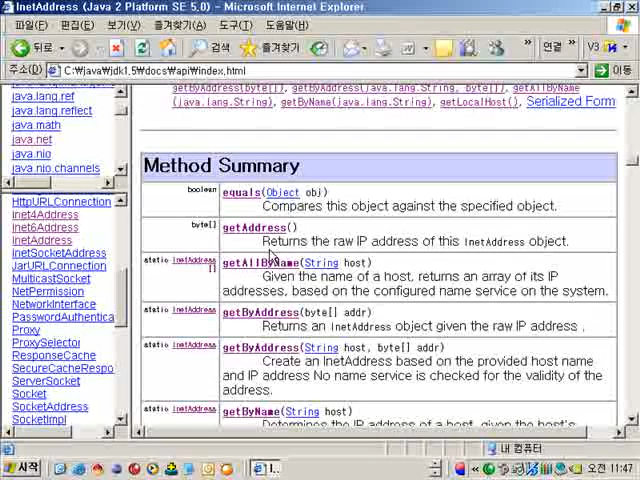 InetAddress (Java 2 Platform SE 5.0) - Microsoft Internet Explorer
파일(F) 편집(E) 보기(V) 즐겨찾기(A) 도구(T) 도움말(H)
뒤로 검색 즐겨찾기 연결 V3
주소(D) C:₩java₩jdk1.5₩docs₩api₩index.html 이동
java.lang.ref
java.lang.reflect
java.math
java.net
java.nio
java.nio.channels
HttpURLConnection
Inet4Address
Inet6Address
InetAddress
InetSocketAddress
JarURLConnection
MulticastSocket
NetPermission
NetworkInterface
PasswordAuthentica
Proxy
ProxySelector
ResponseCache
SecureCacheRespo
ServerSocket
Socket
SocketAddress
SocketImpl
getByAddress(byte[]), getByAddress(java.lang.String, byte[]), getAllByName
(java.lang.String), getByName(java.lang.String), getLocalHost(), Serialized Form
Method Summary
boolean equals(Object obj)
Compares this object against the specified object.
byte[] getAddress()
Returns the raw IP address of this InetAddress object.
static InetAddress[] getAllByName(String host)
Given the name of a host, returns an array of its IP
addresses, based on the configured name service on the system.
static InetAddress getByAddress(byte[] addr)
Returns an InetAddress object given the raw IP address .
static InetAddress getByAddress(String host, byte[] addr)
Create an InetAddress based on the provided host name
and IP address No name service is checked for the validity of the
address.
static InetAddress getByName(String host)
Determines the IP address of a host, given the host's
내 컴퓨터
시작 I.. 오전 11:47